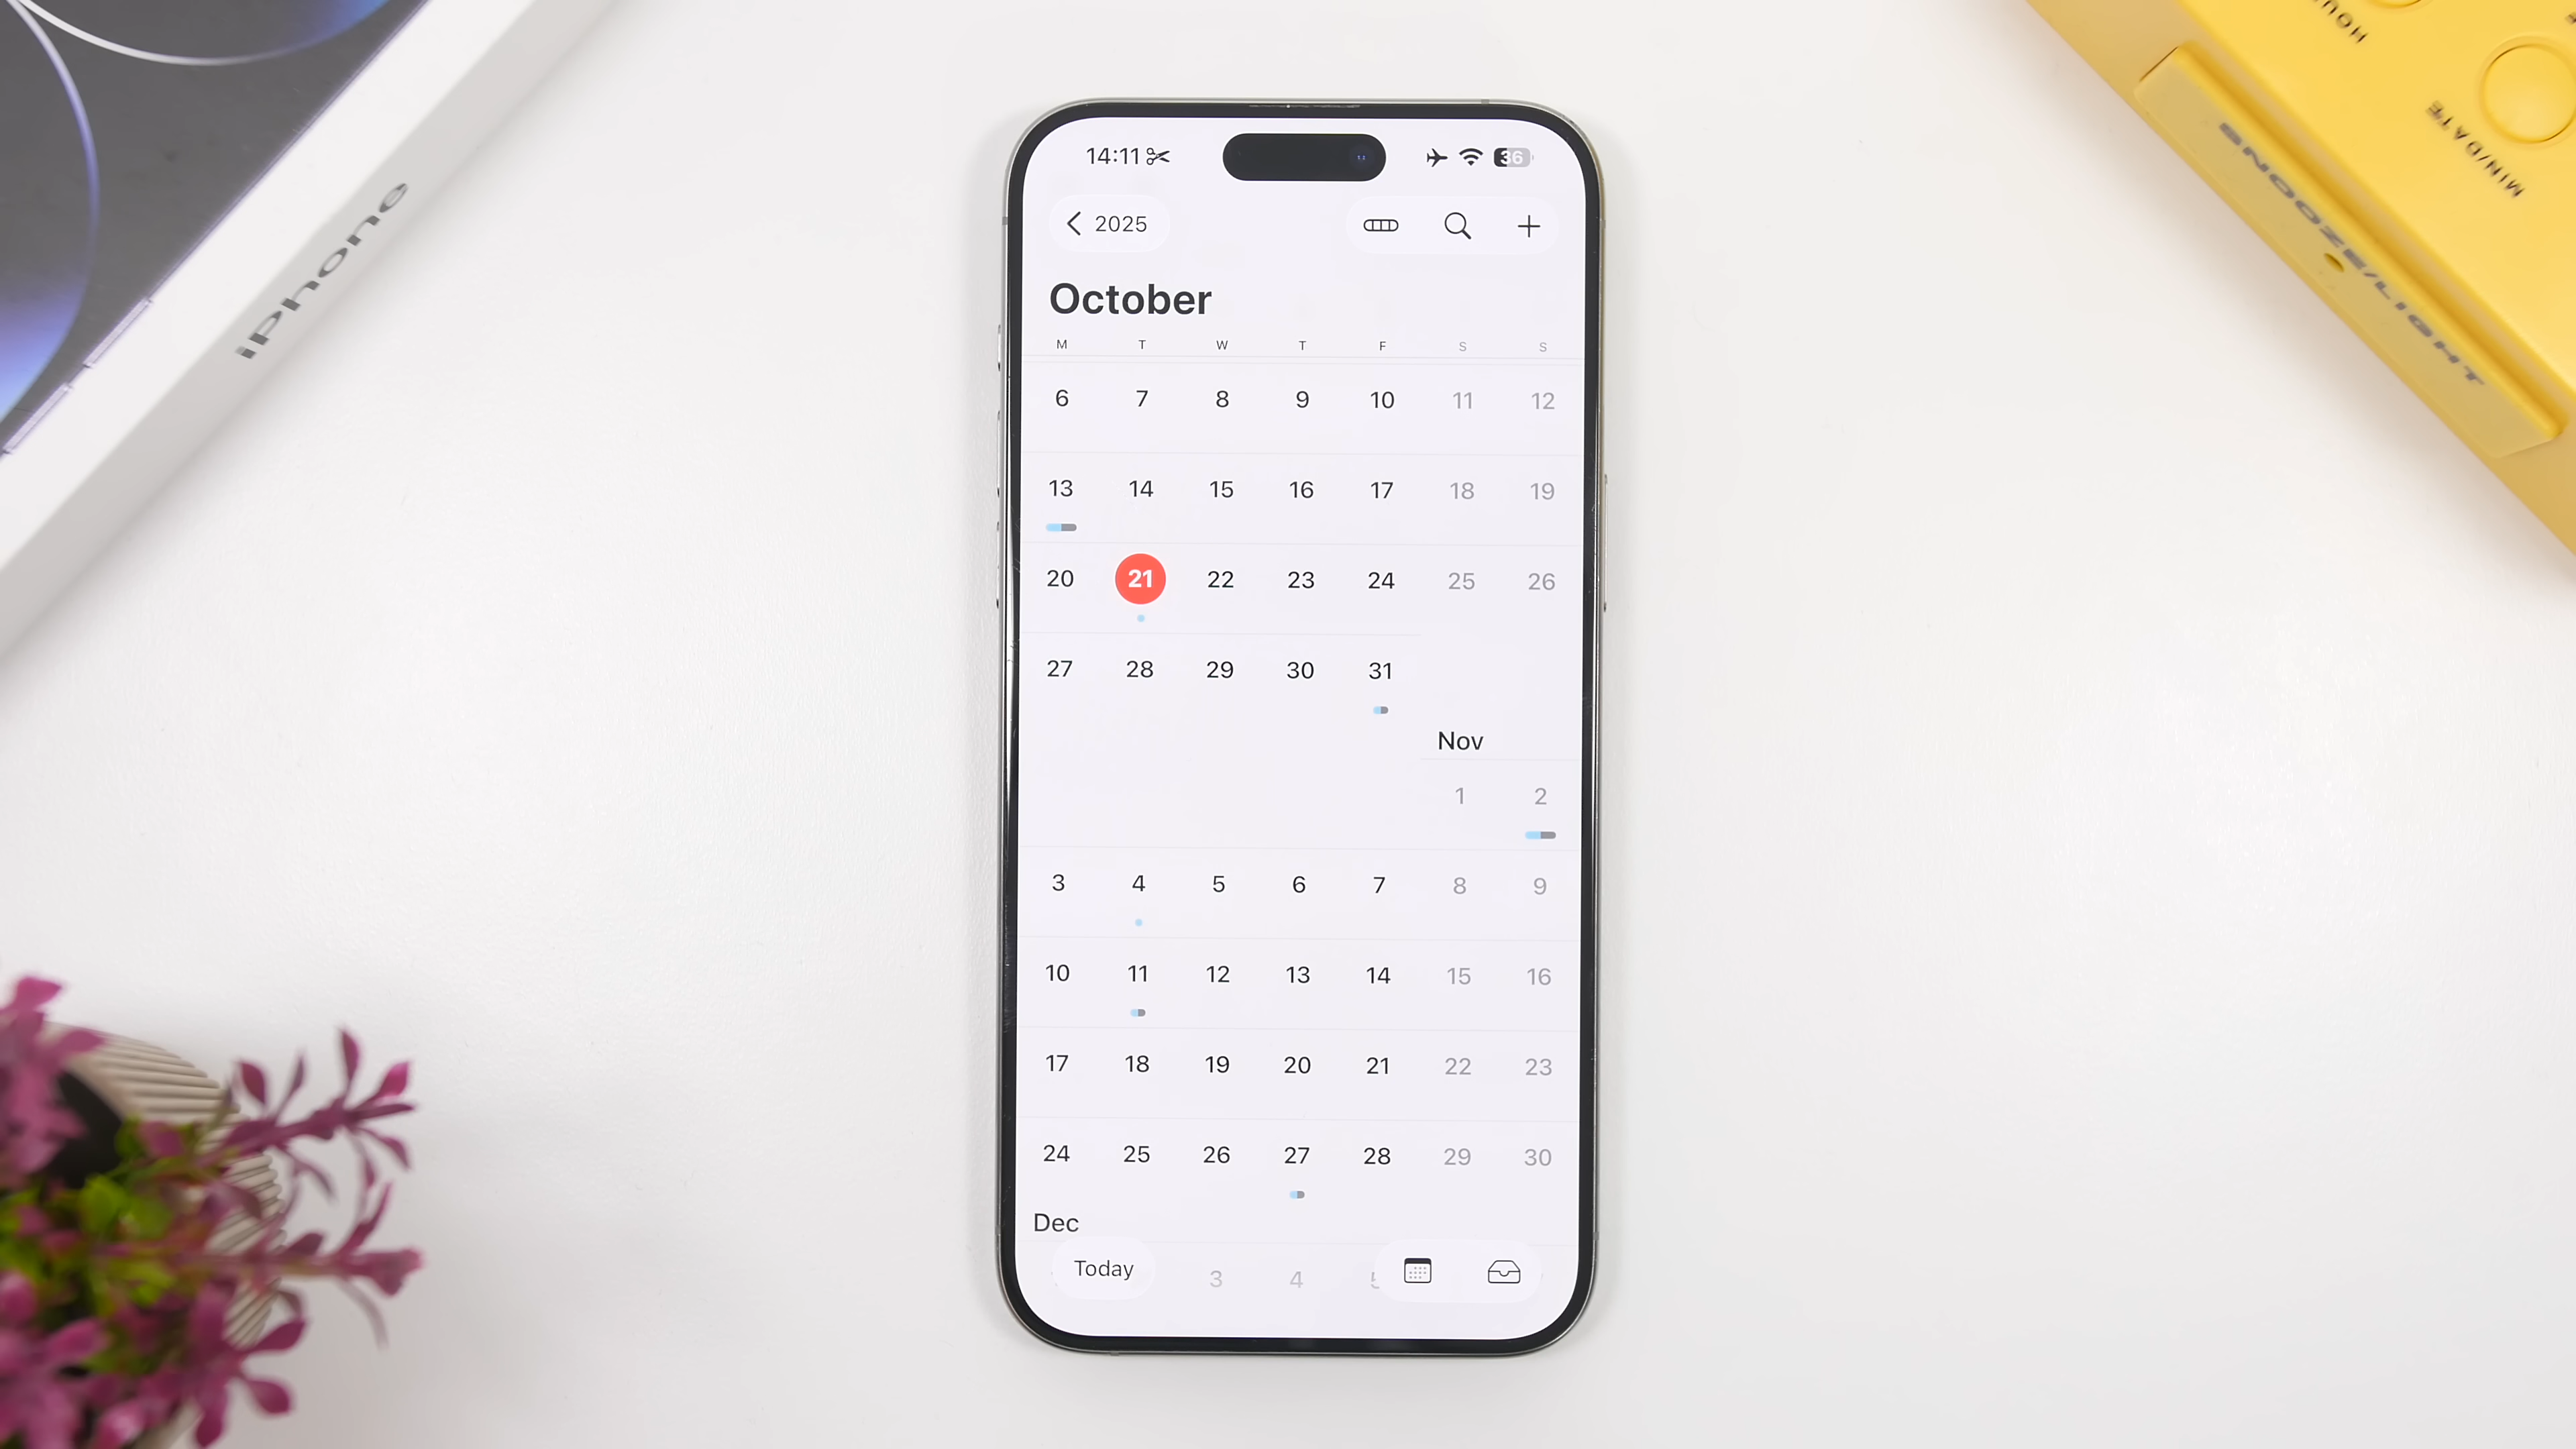 iPhone
HOUR
MIN/DATE
SNOOZE/LIGHT
14:11
36
2025
October
M T W T F S S
6 7 8 9 10 11 12
13 14 15 16 17 18 19
20 21 22 23 24 25 26
27 28 29 30 31
Nov
1 2
3 4 5 6 7 8 9
10 11 12 13 14 15 16
17 18 19 20 21 22 23
24 25 26 27 28 29 30
Dec
Today 3 4 5